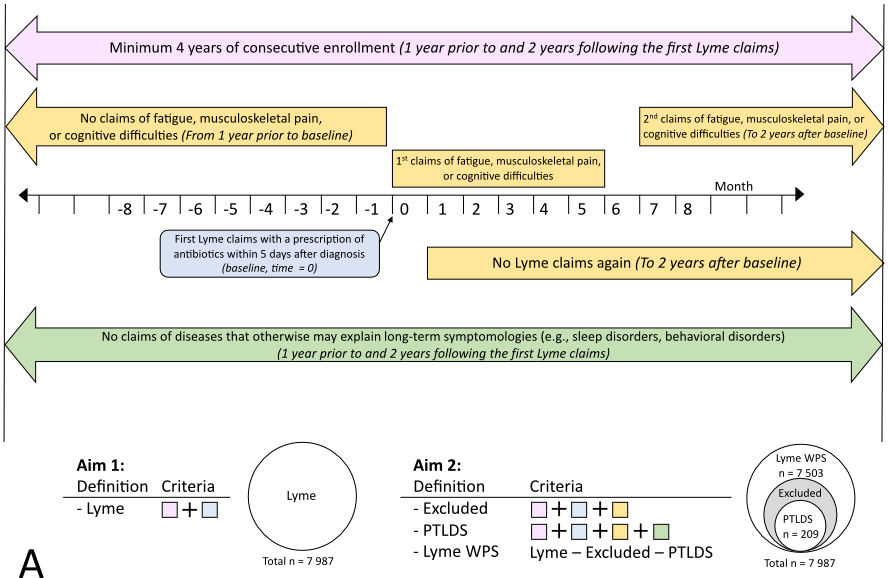 Minimum 4 years of consecutive enrollment (1 year prior to and 2 years following the first Lyme claims)
No claims of fatigue, musculoskeletal pain,
or cognitive difficulties (From 1 year prior to baseline)
2nd claims of fatigue, musculoskeletal pain, or
cognitive difficulties (To 2 years after baseline)
1st claims of fatigue, musculoskeletal pain,
or cognitive difficulties
Month
-8 -7 -6 -5 -4 -3 -2 -1 0 1 2 3 4 5 6 7 8
First Lyme claims with a prescription of
antibiotics within 5 days after diagnosis
(baseline, time = 0)
No Lyme claims again (To 2 years after baseline)
No claims of diseases that otherwise may explain long-term symptomologies (e.g., sleep disorders, behavioral disorders)
(1 year prior to and 2 years following the first Lyme claims)
Aim 1:
Definition Criteria
- Lyme +
Lyme
Total n = 7 987
Aim 2:
Definition Criteria
- Excluded + +
- PTLDS + + +
- Lyme WPS Lyme – Excluded – PTLDS
Lyme WPS
n = 7 503
Excluded
PTLDS
n = 209
Total n = 7 987
A